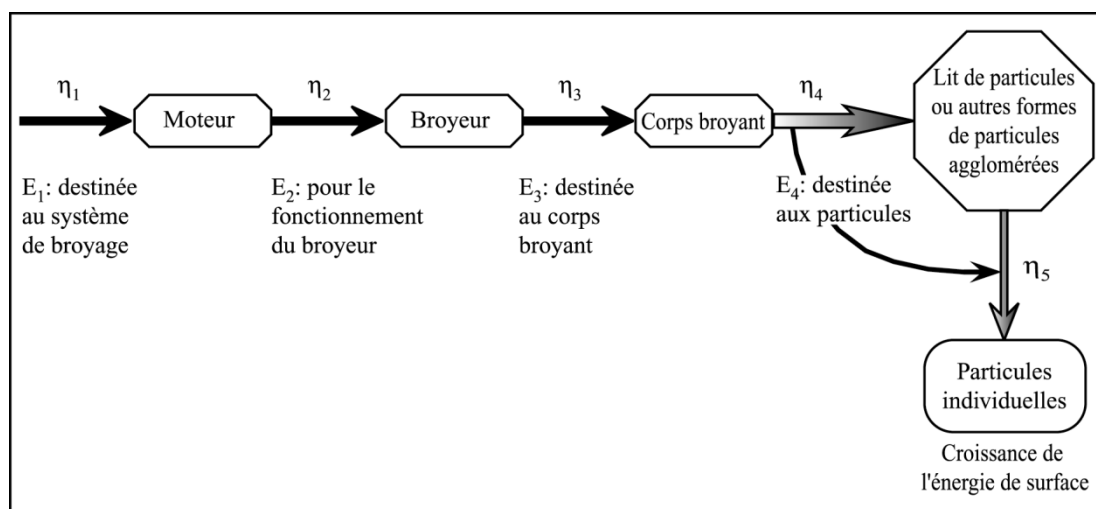 η₁
Moteur
η₂
Broyeur
η₃
Corps broyant
η₄
Lit de particules
ou autres formes
de particules
agglomérées
E₁: destinée
au système
de broyage
E₂: pour le
fonctionnement
du broyeur
E₃: destinée
au corps
broyant
E₄: destinée
aux particules
η₅
Particules
individuelles
Croissance de
l'énergie de surface